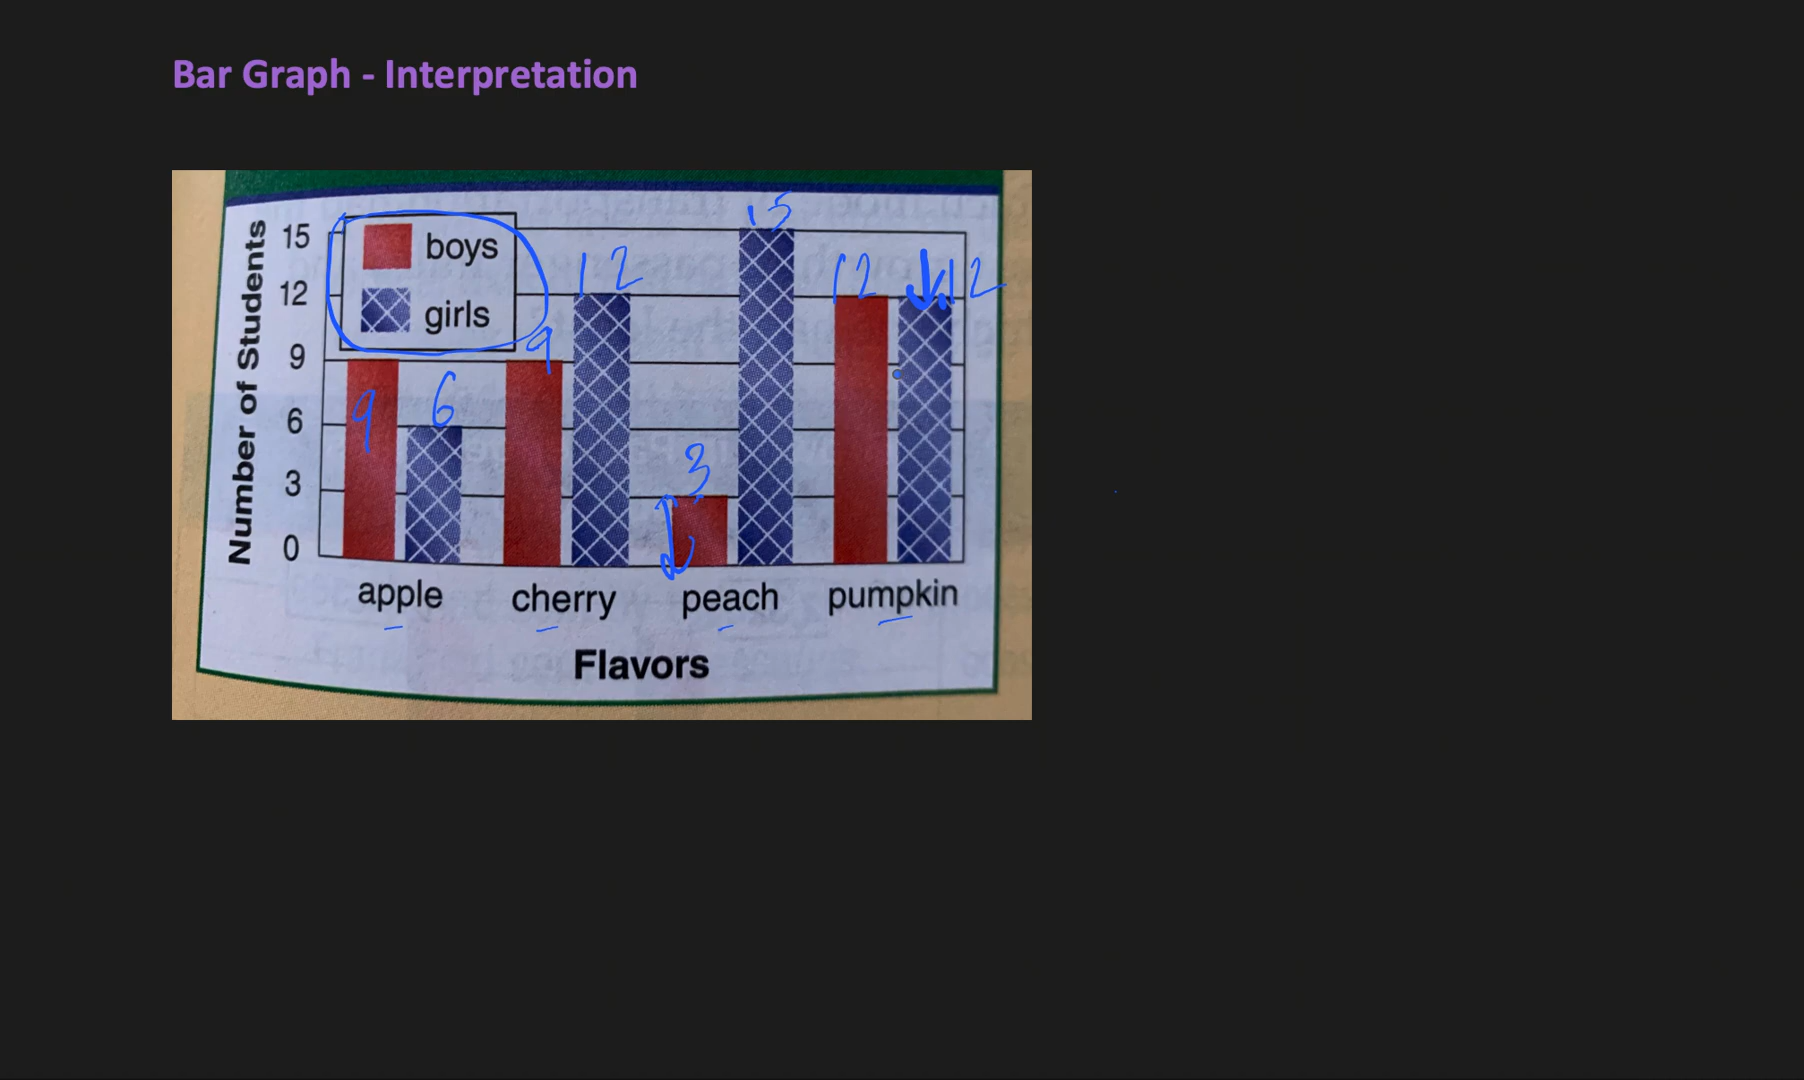 Bar Graph - Interpretation
Number of Students
15
12
9
6
3
0
boys
girls
9
6
9
12
3
15
12
12
apple
cherry
peach
pumpkin
Flavors